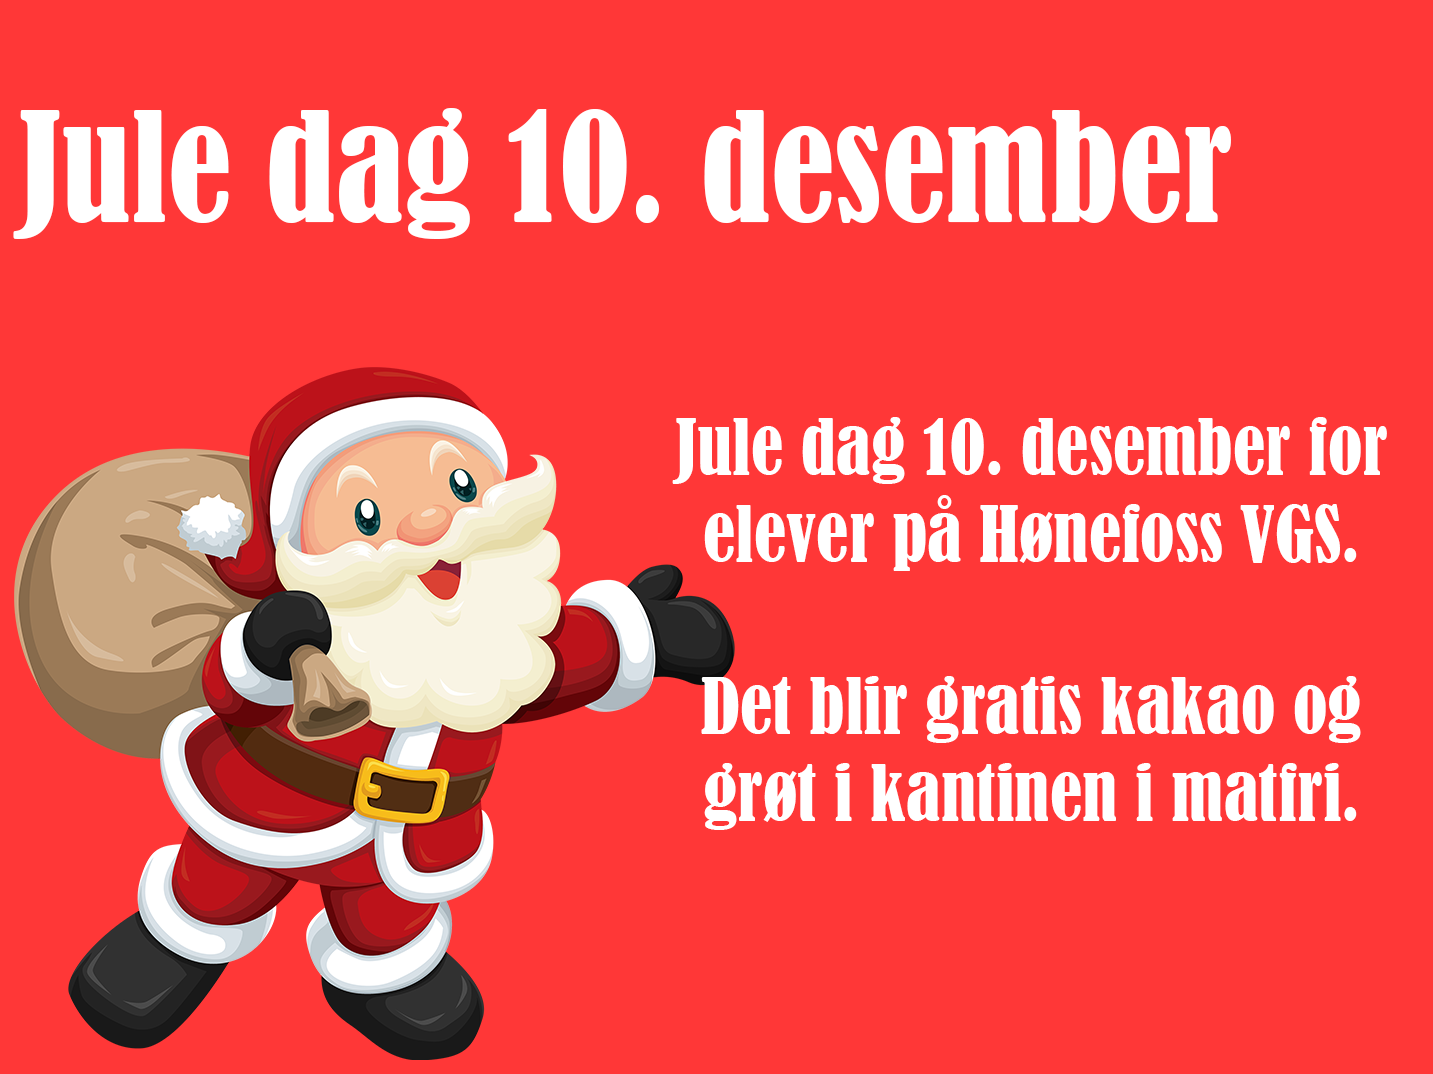 Jule dag 10. desember
Jule dag 10. desember for
elever på Hønefoss VGS.
Det blir gratis kakao og
grøt i kantinen i matfri.